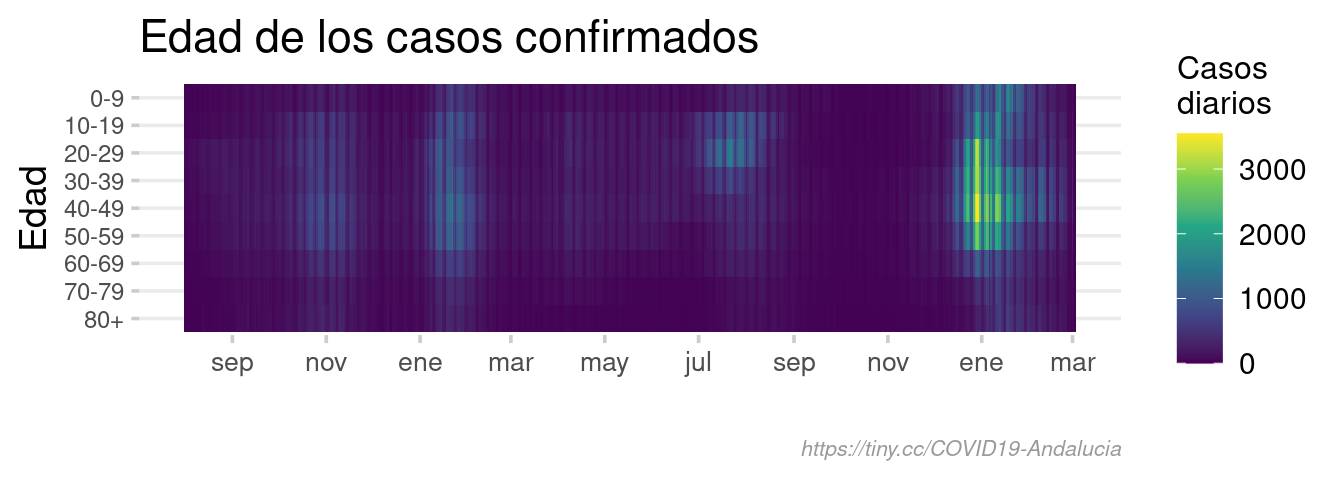 Edad de los casos confirmados
Edad
0-9
10-19
20-29
30-39
40-49
50-59
60-69
70-79
80+
sep nov ene mar may jul sep nov ene mar
Casos
diarios
3000
2000
1000
0
https://tiny.cc/COVID19-Andalucia